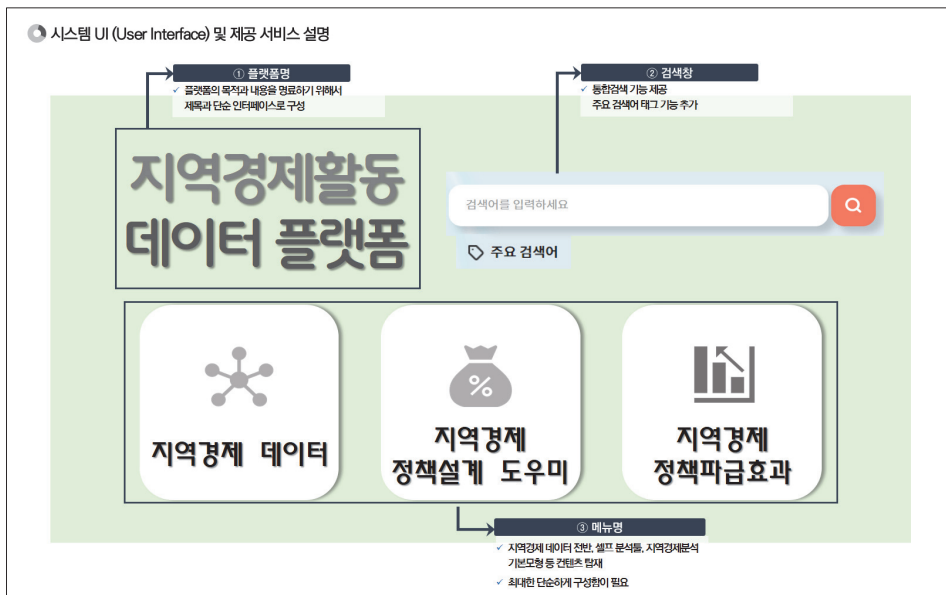 시스템 UI (User Interface) 및 제공 서비스 설명
① 플랫폼명
✓ 플랫폼의 목적과 내용을 명료하기 위해서
제목과 단순 인터페이스로 구성
② 검색창
✓ 통합검색 기능 제공
주요 검색어 태그 기능 추가
지역경제활동
데이터 플랫폼
검색어를 입력하세요
주요 검색어
%
지역경제 데이터
지역경제
정책설계 도우미
지역경제
정책파급효과
③ 메뉴명
✓ 지역경제 데이터 전반, 셀프 분석툴, 지역경제분석
기본모형 등 컨텐츠 탑재
✓ 최대한 단순하게 구성함이 필요